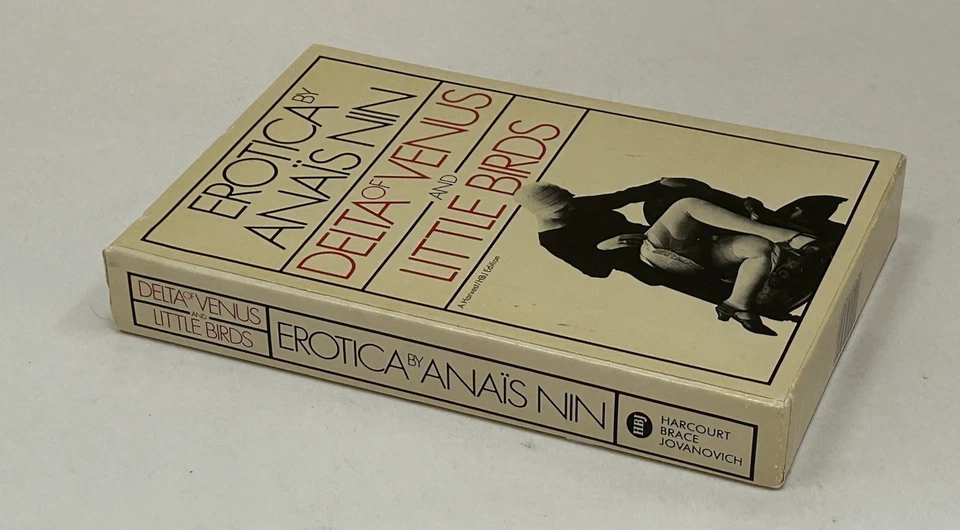 EROTICA BY
ANAÏS NIN
DELTA OF VENUS
AND
LITTLE BIRDS
A Harvest/HBJ Edition
DELTA OF VENUS
AND
LITTLE BIRDS
EROTICA BY ANAÏS NIN
HBJ
HARCOURT
BRACE
JOVANOVICH